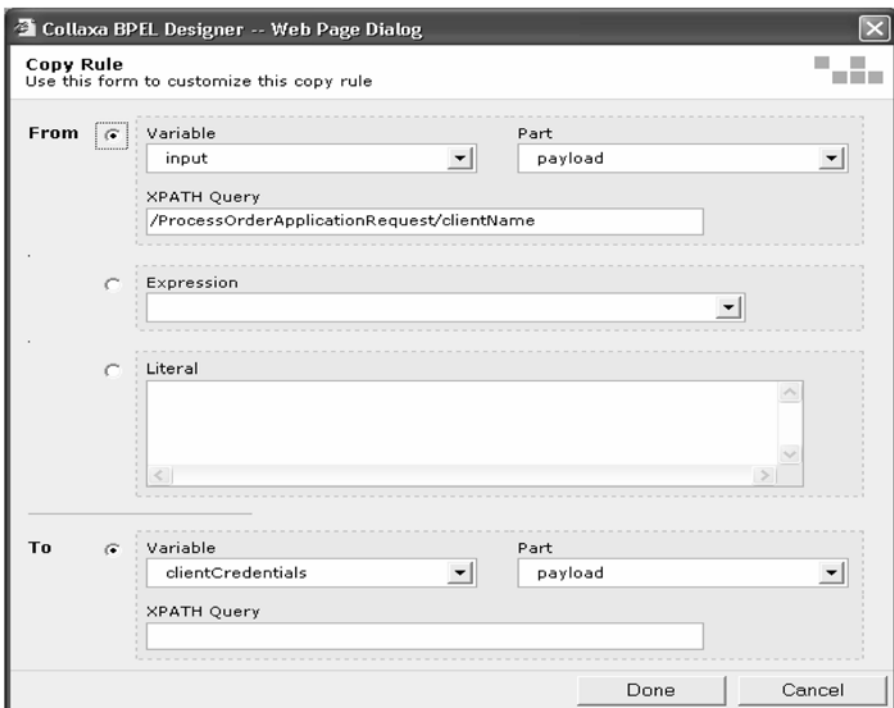 Collaxa BPEL Designer -- Web Page Dialog
Copy Rule
Use this form to customize this copy rule
From
Variable Part
input payload
XPATH Query
/ProcessOrderApplicationRequest/clientName
Expression
Literal
To
Variable Part
clientCredentials payload
XPATH Query
Done Cancel